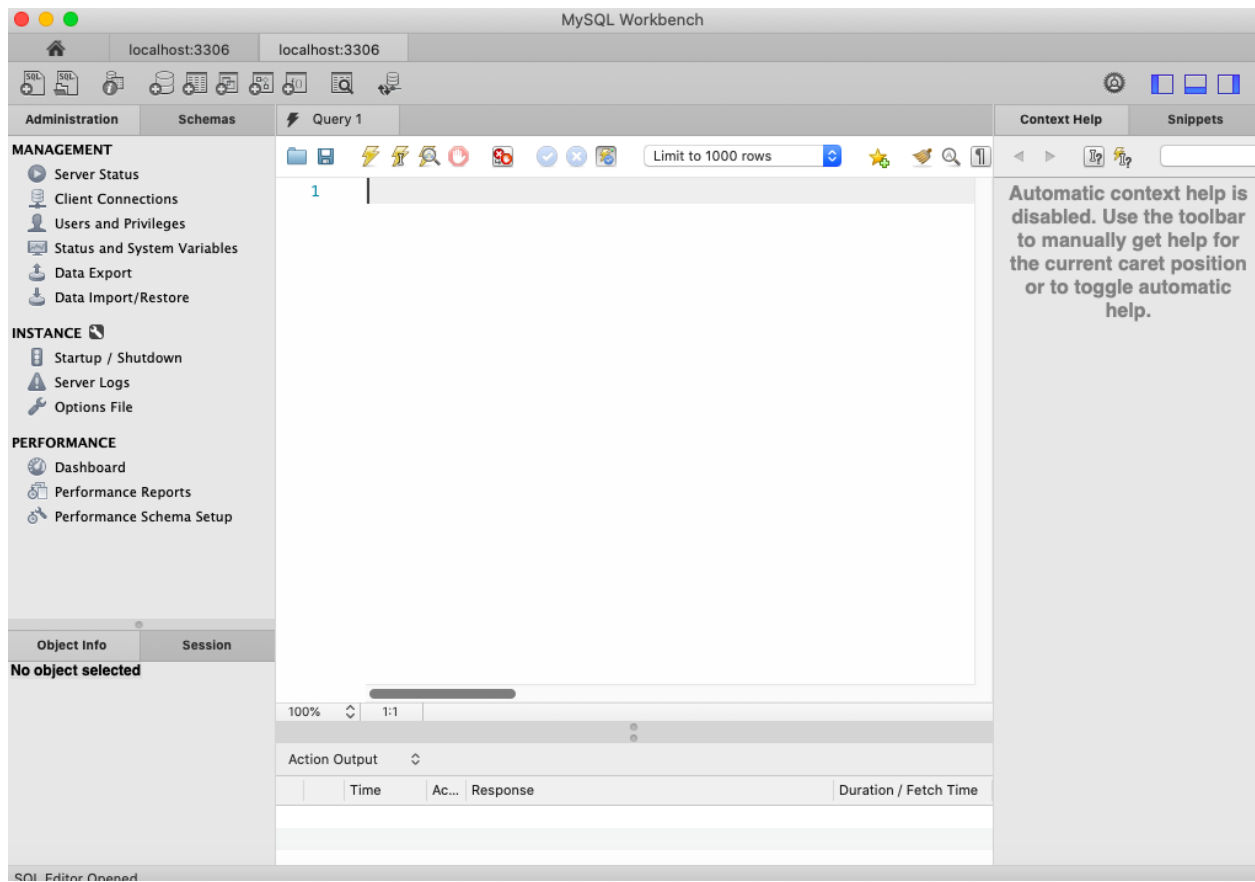 MySQL Workbench
localhost:3306
localhost:3306
SQL
SQL
Administration
Schemas
Query 1
Context Help
Snippets
MANAGEMENT
Server Status
Client Connections
Users and Privileges
Status and System Variables
Data Export
Data Import/Restore
INSTANCE
Startup / Shutdown
Server Logs
Options File
PERFORMANCE
Dashboard
Performance Reports
Performance Schema Setup
Object Info
Session
No object selected
Limit to 1000 rows
1
100%
1:1
Action Output
Time
Ac...
Response
Duration / Fetch Time
Automatic context help is
disabled. Use the toolbar
to manually get help for
the current caret position
or to toggle automatic
help.
SQL Editor Opened